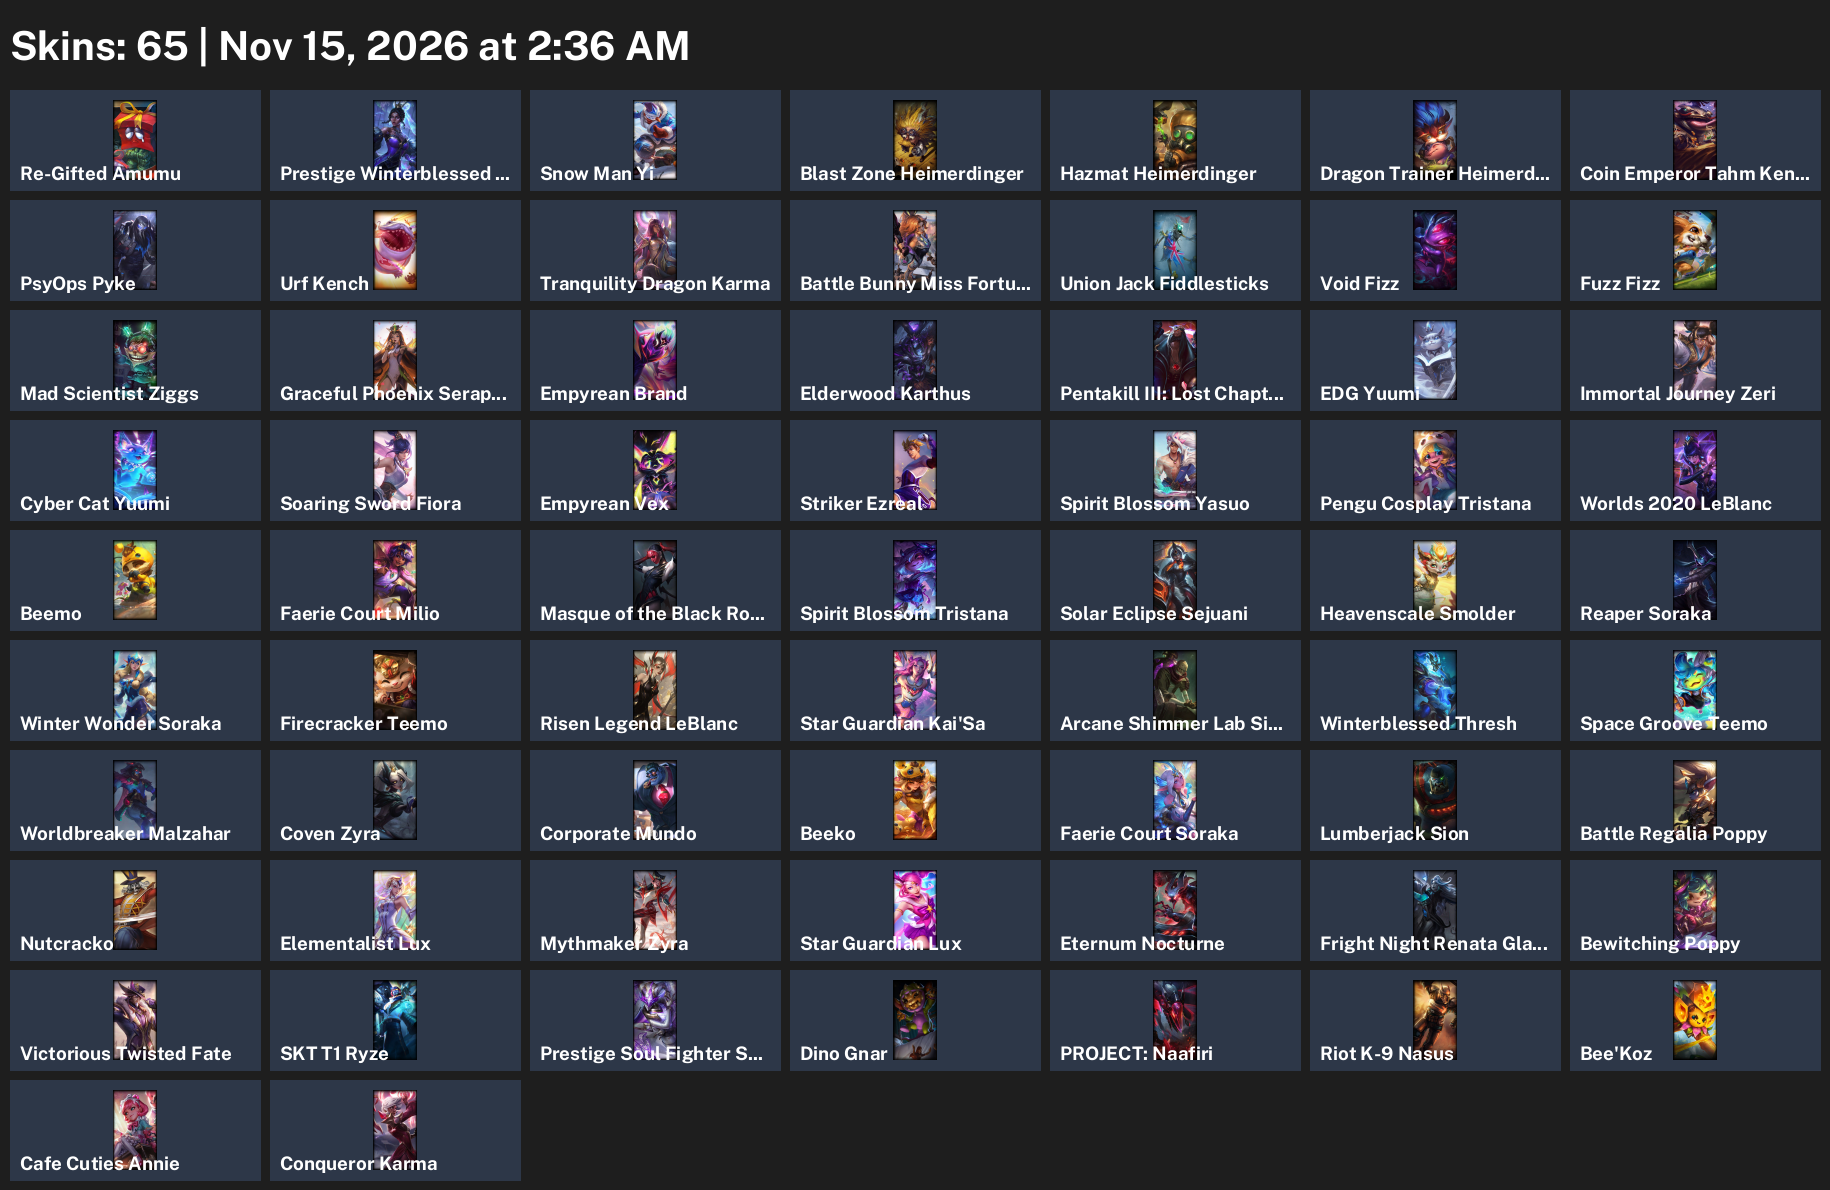 Skins: 65 | Nov 15, 2026 at 2:36 AM
Re-Gifted Amumu
Prestige Winterblessed ...
Snow Man Yi
Blast Zone Heimerdinger
Hazmat Heimerdinger
Dragon Trainer Heimerd...
Coin Emperor Tahm Ken...
PsyOps Pyke
Urf Kench
Tranquility Dragon Karma
Battle Bunny Miss Fortu...
Union Jack Fiddlesticks
Void Fizz
Fuzz Fizz
Mad Scientist Ziggs
Graceful Phoenix Serap...
Empyrean Brand
Elderwood Karthus
Pentakill III: Lost Chapt...
EDG Yuumi
Immortal Journey Zeri
Cyber Cat Yuumi
Soaring Sword Fiora
Empyrean Vex
Striker Ezreal
Spirit Blossom Yasuo
Pengu Cosplay Tristana
Worlds 2020 LeBlanc
Beemo
Faerie Court Milio
Masque of the Black Ro...
Spirit Blossom Tristana
Solar Eclipse Sejuani
Heavenscale Smolder
Reaper Soraka
Winter Wonder Soraka
Firecracker Teemo
Risen Legend LeBlanc
Star Guardian Kai'Sa
Arcane Shimmer Lab Si...
Winterblessed Thresh
Space Groove Teemo
Worldbreaker Malzahar
Coven Zyra
Corporate Mundo
Beeko
Faerie Court Soraka
Lumberjack Sion
Battle Regalia Poppy
Nutcracko
Elementalist Lux
Mythmaker Zyra
Star Guardian Lux
Eternum Nocturne
Fright Night Renata Gla...
Bewitching Poppy
Victorious Twisted Fate
SKT T1 Ryze
Prestige Soul Fighter S...
Dino Gnar
PROJECT: Naafiri
Riot K-9 Nasus
Bee'Koz
Cafe Cuties Annie
Conqueror Karma